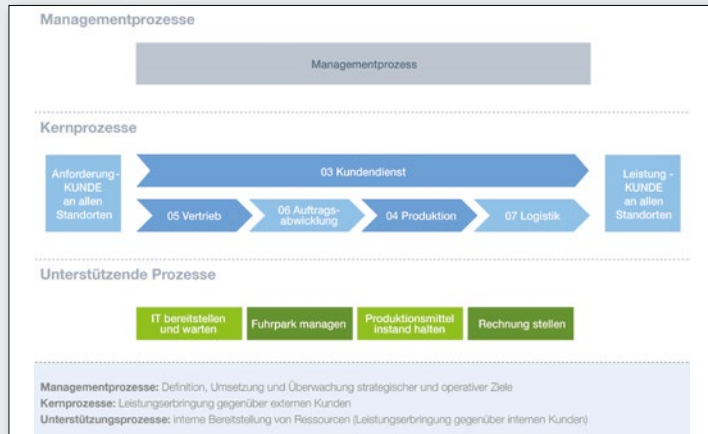 Managementprozesse
Managementprozess
Kernprozesse
Anforderung-
KUNDE
an allen
Standorten
03 Kundendienst
Leistung -
KUNDE
an allen
Standorten
05 Vertrieb
06 Auftrags-
abwicklung
04 Produktion
07 Logistik
Unterstützende Prozesse
IT bereitstellen
und warten
Fuhrpark managen
Produktionsmittel
instand halten
Rechnung stellen
Managementprozesse: Definition, Umsetzung und Überwachung strategischer und operativer Ziele
Kernprozesse: Leistungserbringung gegenüber externen Kunden
Unterstützungsprozesse: interne Bereitstellung von Ressourcen (Leistungserbringung gegenüber internen Kunden)